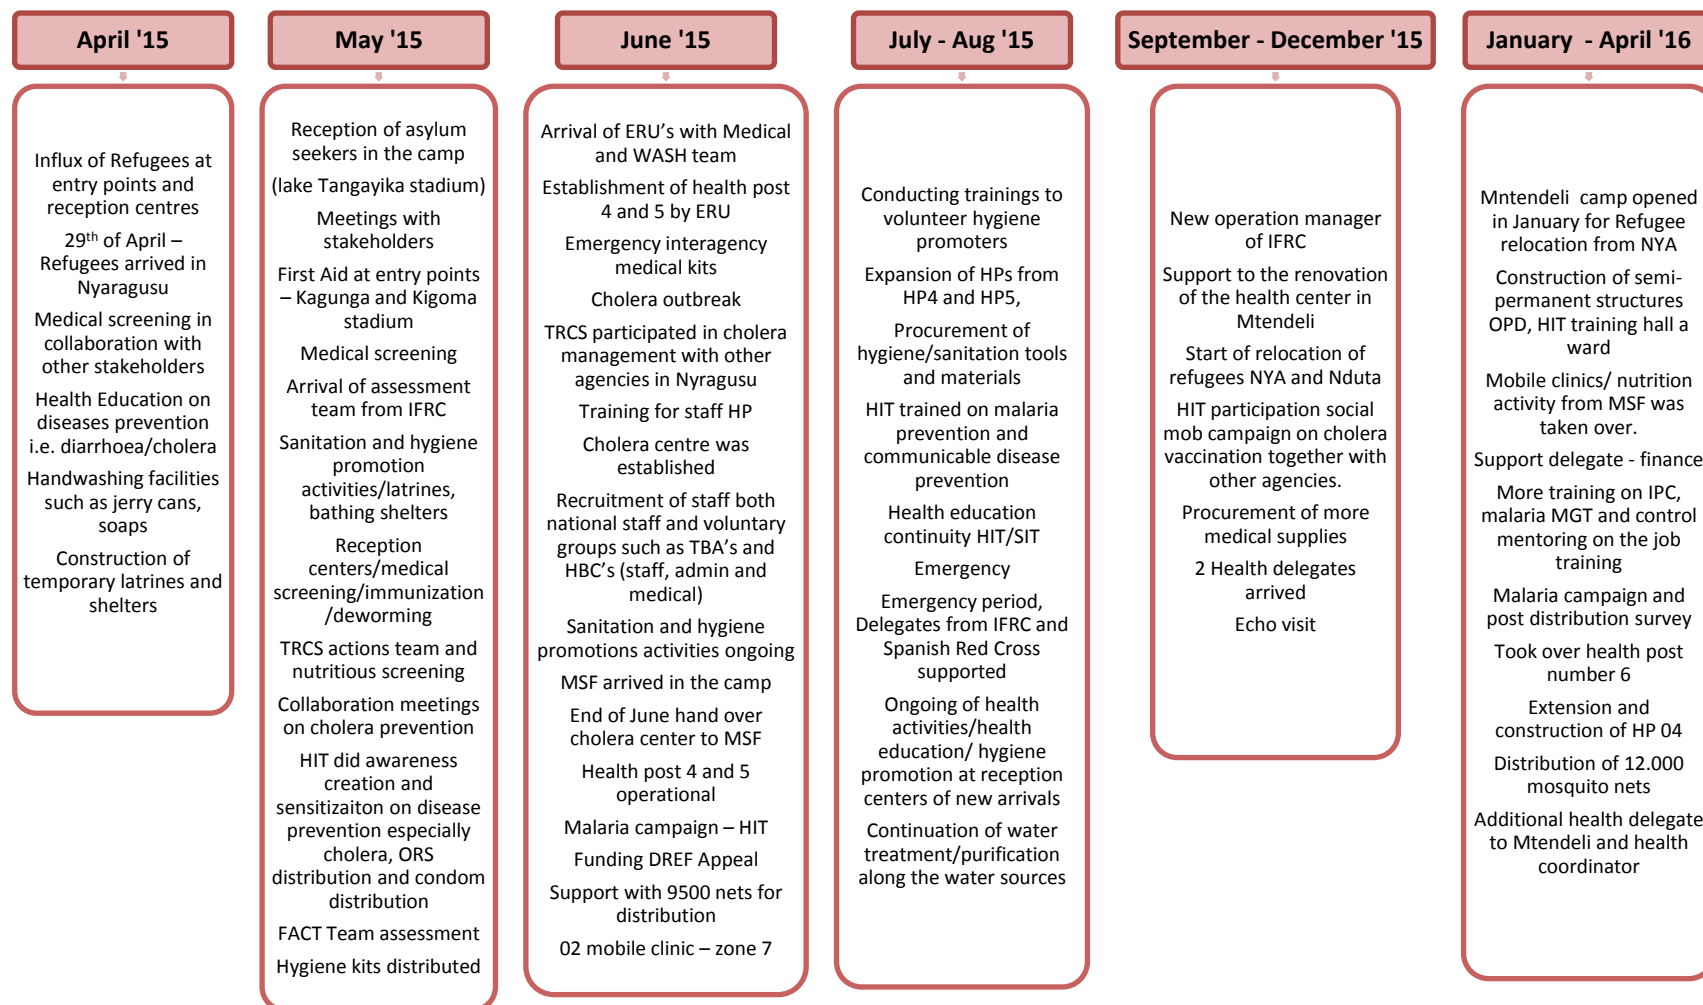 April '15
Influx of Refugees at
entry points and
reception centres
29th of April –
Refugees arrived in
Nyaragusu
Medical screening in
collaboration with
other stakeholders
Health Education on
diseases prevention
i.e. diarrhoea/cholera
Handwashing facilities
such as jerry cans,
soaps
Construction of
temporary latrines and
shelters
May '15
Reception of asylum
seekers in the camp
(lake Tangayika stadium)
Meetings with
stakeholders
First Aid at entry points
– Kagunga and Kigoma
stadium
Medical screening
Arrival of assessment
team from IFRC
Sanitation and hygiene
promotion
activities/latrines,
bathing shelters
Reception
centers/medical
screening/immunization
/deworming
TRCS actions team and
nutritious screening
Collaboration meetings
on cholera prevention
HIT did awareness
creation and
sensitizaiton on disease
prevention especially
cholera, ORS
distribution and condom
distribution
FACT Team assessment
Hygiene kits distributed
June '15
Arrival of ERU’s with Medical
and WASH team
Establishment of health post
4 and 5 by ERU
Emergency interagency
medical kits
Cholera outbreak
TRCS participated in cholera
management with other
agencies in Nyragusu
Training for staff HP
Cholera centre was
established
Recruitment of staff both
national staff and voluntary
groups such as TBA’s and
HBC’s (staff, admin and
medical)
Sanitation and hygiene
promotions activities ongoing
MSF arrived in the camp
End of June hand over
cholera center to MSF
Health post 4 and 5
operational
Malaria campaign – HIT
Funding DREF Appeal
Support with 9500 nets for
distribution
02 mobile clinic – zone 7
July - Aug '15
Conducting trainings to
volunteer hygiene
promoters
Expansion of HPs from
HP4 and HP5,
Procurement of
hygiene/sanitation tools
and materials
HIT trained on malaria
prevention and
communicable disease
prevention
Health education
continuity HIT/SIT
Emergency
Emergency period,
Delegates from IFRC and
Spanish Red Cross
supported
Ongoing of health
activities/health
education/ hygiene
promotion at reception
centers of new arrivals
Continuation of water
treatment/purification
along the water sources
September - December '15
New operation manager
of IFRC
Support to the renovation
of the health center in
Mtendeli
Start of relocation of
refugees NYA and Nduta
HIT participation social
mob campaign on cholera
vaccination together with
other agencies.
Procurement of more
medical supplies
2 Health delegates
arrived
Echo visit
January - April '16
Mntendeli camp opened
in January for Refugee
relocation from NYA
Construction of semi-
permanent structures
OPD, HIT training hall a
ward
Mobile clinics/ nutrition
activity from MSF was
taken over.
Support delegate - finance
More training on IPC,
malaria MGT and control
mentoring on the job
training
Malaria campaign and
post distribution survey
Took over health post
number 6
Extension and
construction of HP 04
Distribution of 12.000
mosquito nets
Additional health delegate
to Mtendeli and health
coordinator